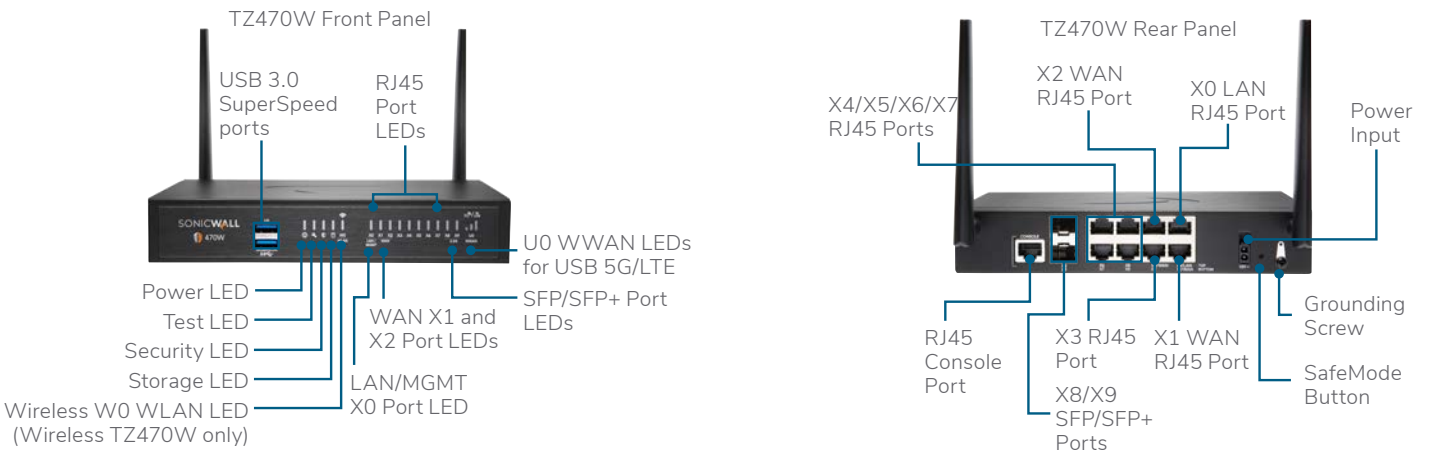 TZ470W Front Panel
USB 3.0
SuperSpeed
ports
RJ45
Port
LEDs
SONICWALL
470W
U0 WWAN LEDs
for USB 5G/LTE
SFP/SFP+ Port
LEDs
Power LED
Test LED
Security LED
Storage LED
Wireless W0 WLAN LED
(Wireless TZ470W only)
WAN X1 and
X2 Port LEDs
LAN/MGMT
X0 Port LED
TZ470W Rear Panel
X2 WAN
RJ45 Port
X0 LAN
RJ45 Port
X4/X5/X6/X7
RJ45 Ports
Power
Input
CONSOLE
RJ45
Console
Port
X3 RJ45
Port
X1 WAN
RJ45 Port
X8/X9
SFP/SFP+
Ports
Grounding
Screw
SafeMode
Button